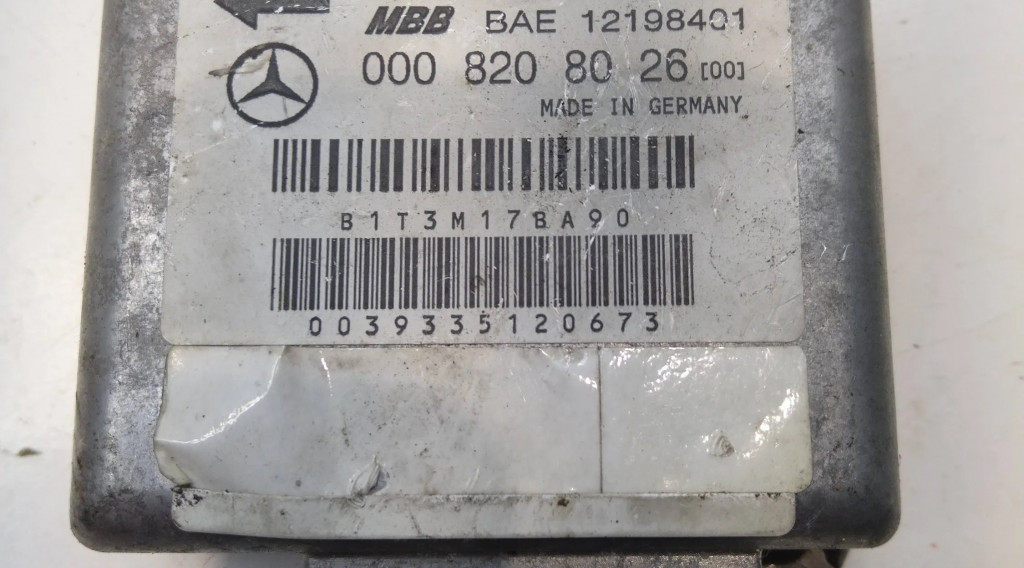 MBB BAE 12198401
000 820 80 26 [00]
MADE IN GERMANY
B1T3M17BA90
0039335120673